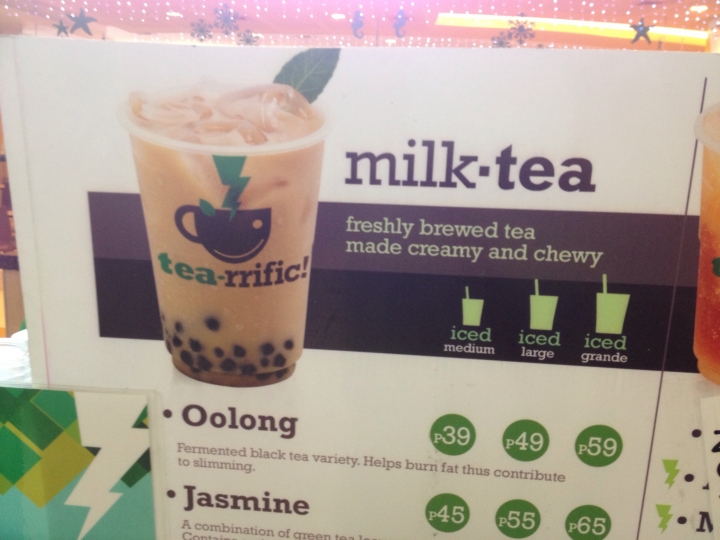 milk·tea
freshly brewed tea
made creamy and chewy
tea-rrific!
iced medium
iced large
iced grande
• Oolong
P39 P49 P59
Fermented black tea variety. Helps burn fat thus contribute
to slimming.
• Jasmine
P45 P55 P65
A combination of green tea